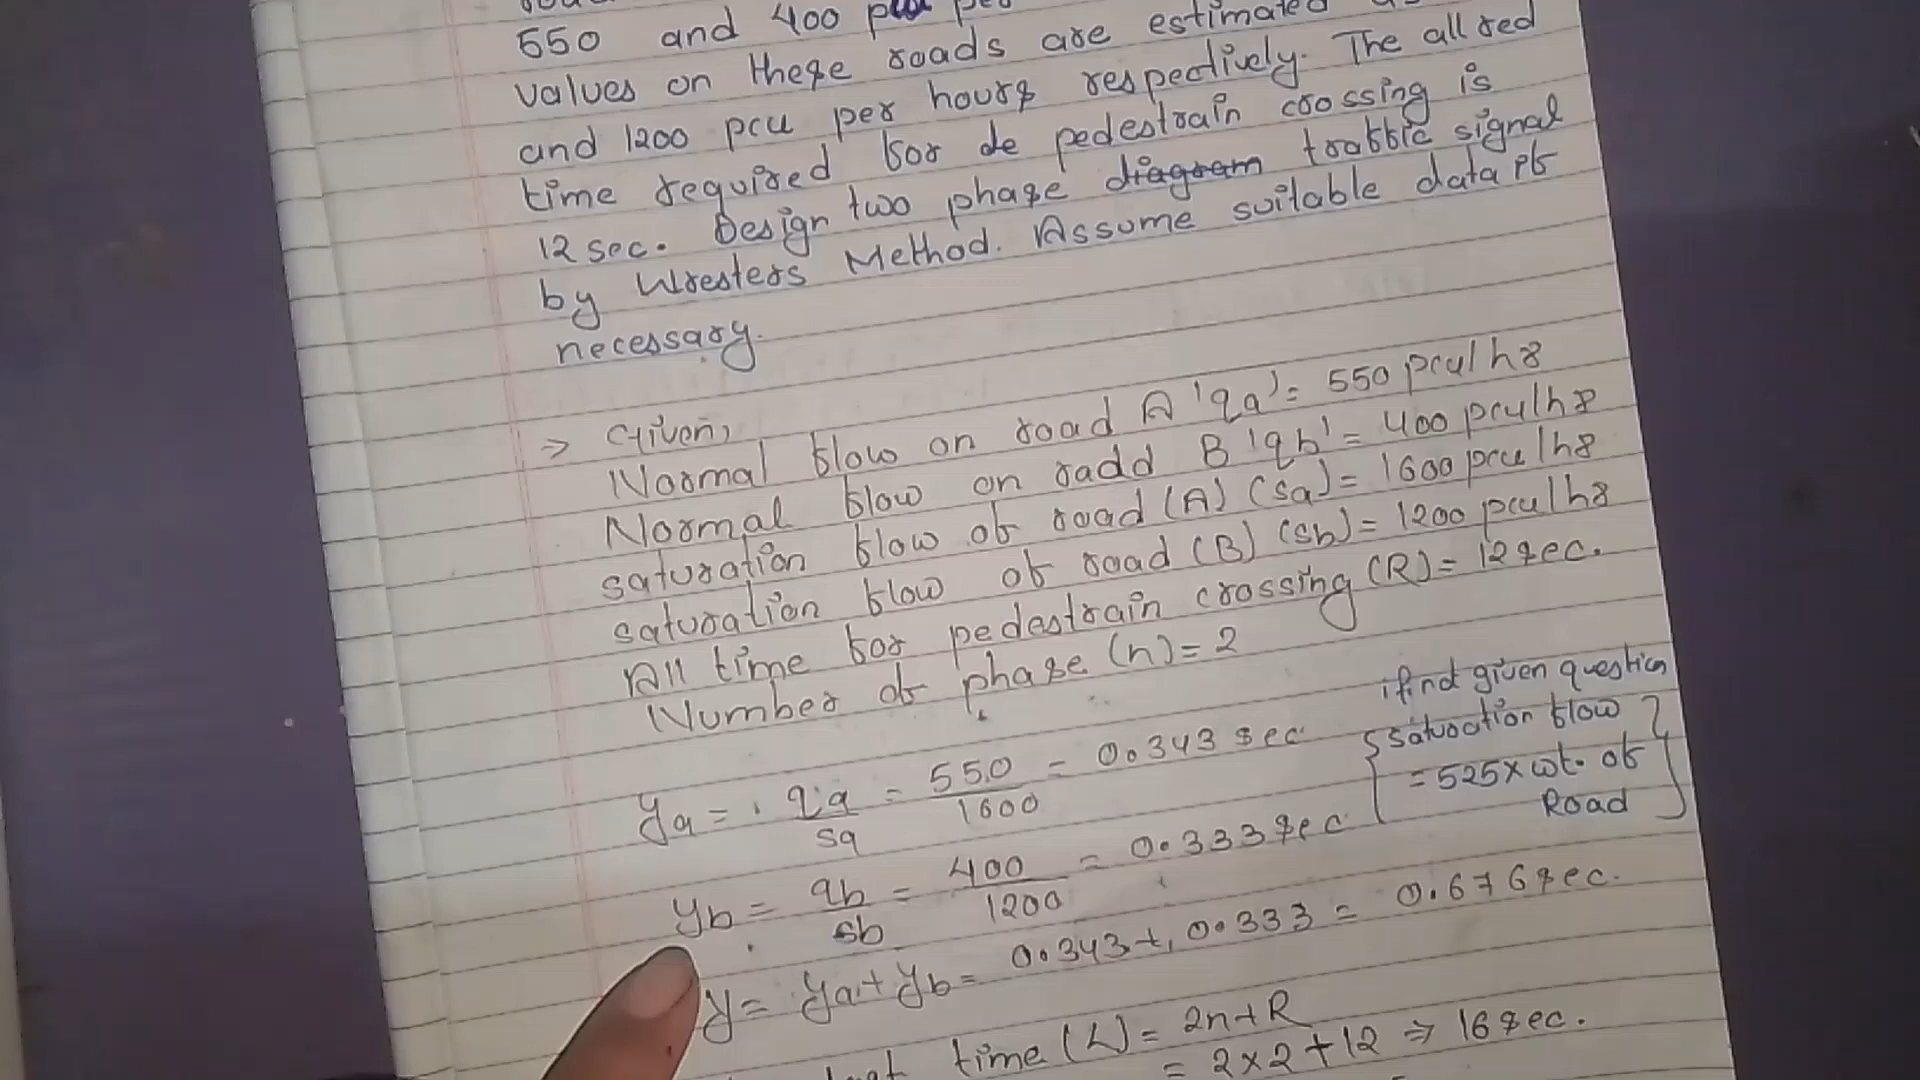 550 and 400 pcu pe
values on these roads are estimated
and 1200 pcu per hours respectively. The all red
time required for de pedestrain crossing is
12 sec. Design two phase diagram traffic signal
by Wresters Method. Assume suitable data if
necessary.
⇒ Given,
Normal flow on road A 'qa' = 550 pcu/hr
Normal flow on radd B 'qb' = 400 pcu/hr
saturation flow of road (A) (sa) = 1600 pcu/hr
saturation flow of road (B) (sb) = 1200 pcu/hr
All time for pedestrain crossing (R) = 12 sec.
Number of phase (n) = 2
if not given question
{ saturation flow
= 525 x wt. of
Road }
ya = qa/sa = 550/1600 = 0.343 sec
yb = qb/sb = 400/1200 = 0.333 sec
y = ya + yb = 0.343 + 0.333 = 0.676 sec.
time (L) = 2n + R
= 2 x 2 + 12 ⇒ 16 sec.